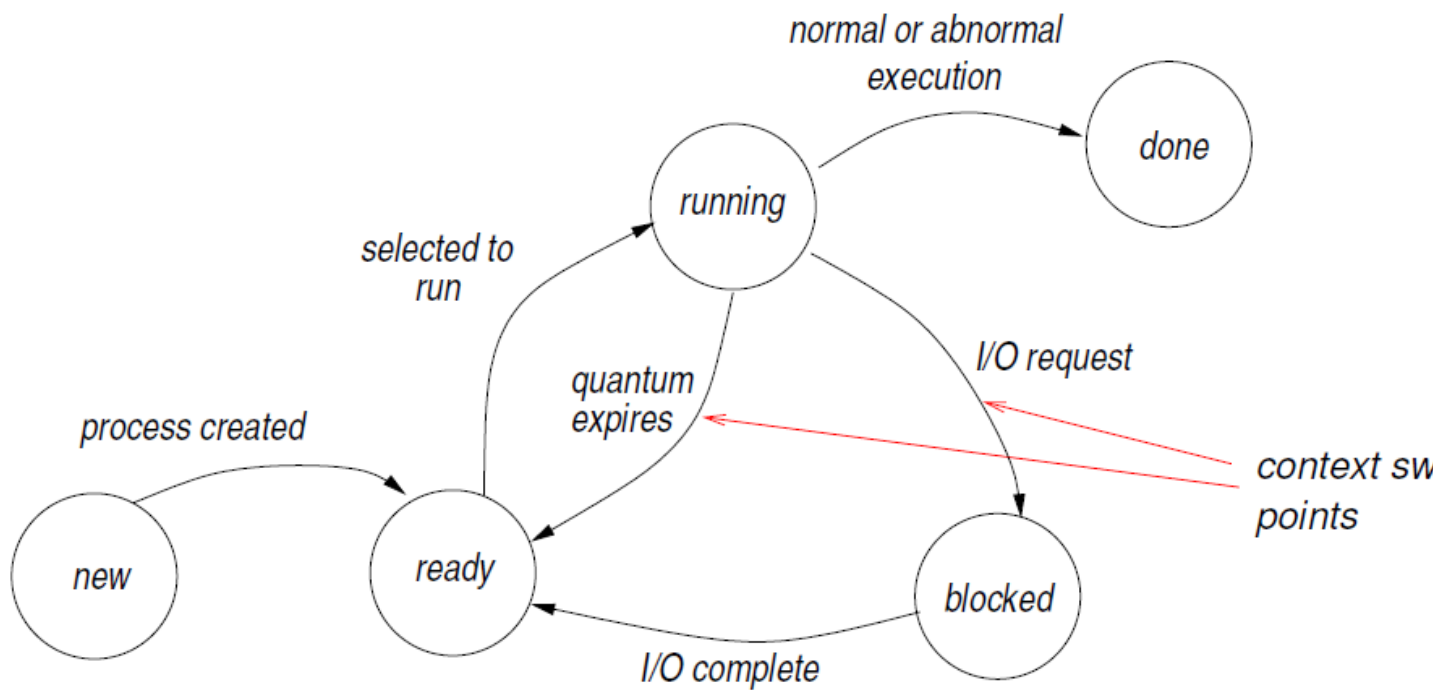 normal or abnormal
execution
done
running
selected to
run
I/O request
quantum
expires
process created
context sw
points
new
ready
blocked
I/O complete